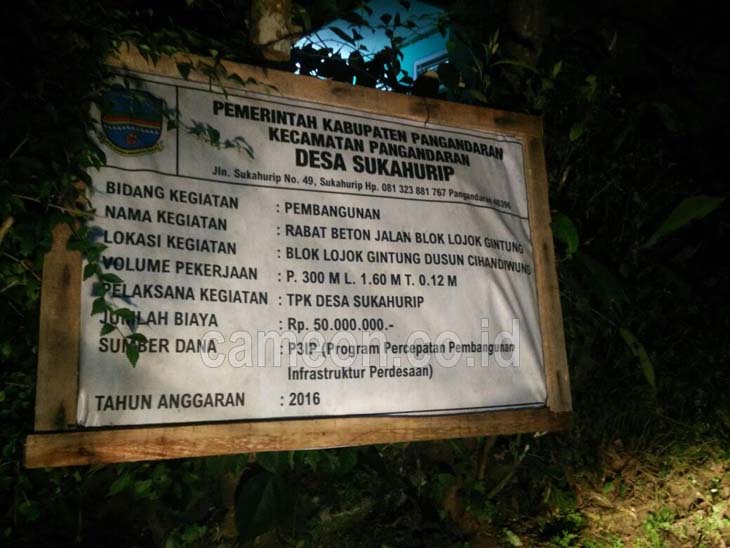 PEMERINTAH KABUPATEN PANGANDARAN
KECAMATAN PANGANDARAN
DESA SUKAHURIP
Jln. Sukahurip No. 49, Sukahurip Hp. 081 323 881 767 Pangandaran 46396
BIDANG KEGIATAN : PEMBANGUNAN
NAMA KEGIATAN : RABAT BETON JALAN BLOK LOJOK GINTUNG
LOKASI KEGIATAN : BLOK LOJOK GINTUNG DUSUN CIHANDIWUNG
VOLUME PEKERJAAN : P. 300 M L. 1.60 M T. 0.12 M
PELAKSANA KEGIATAN : TPK DESA SUKAHURIP
JUMLAH BIAYA : Rp. 50.000.000.-
SUMBER DANA : P3IP (Program Percepatan Pembangunan
Infrastruktur Perdesaan)
TAHUN ANGGARAN : 2016
cameon.co.id